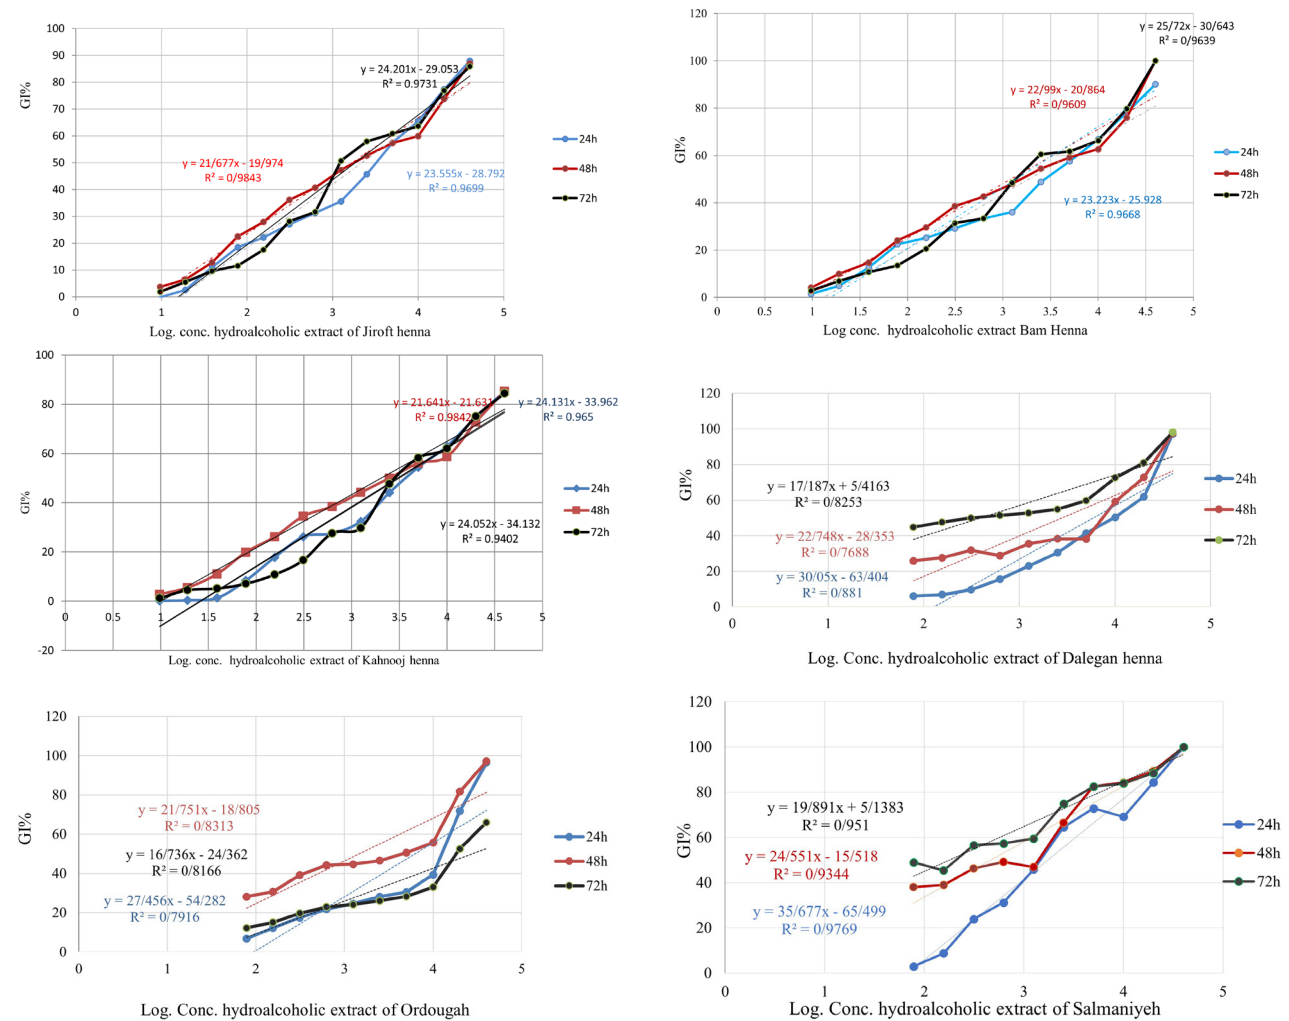 100
90
80
70
60
50
40
30
20
10
0
GI%
y = 24.201x - 29.053
R² = 0.9731
y = 21/677x - 19/974
R² = 0/9843
y = 23.555x - 28.792
R² = 0.9699
24h
48h
72h
0 1 2 3 4 5
Log. conc. hydroalcoholic extract of Jiroft henna
120
100
80
60
40
20
0
GI%
y = 25/72x - 30/643
R² = 0/9639
y = 22/99x - 20/864
R² = 0/9609
y = 23.223x - 25.928
R² = 0.9668
24h
48h
72h
0 0.5 1 1.5 2 2.5 3 3.5 4 4.5 5
Log conc. hydroalcoholic extract Bam Henna
100
80
60
40
20
0
-20
GI%
y = 21.641x - 21.631
R² = 0.9842
y = 24.131x - 33.962
R² = 0.965
y = 24.052x - 34.132
R² = 0.9402
24h
48h
72h
0 0.5 1 1.5 2 2.5 3 3.5 4 4.5 5
Log. conc. hydroalcoholic extract of Kahnooj henna
120
100
80
60
40
20
0
GI%
y = 17/187x + 5/4163
R² = 0/8253
y = 22/748x - 28/353
R² = 0/7688
y = 30/05x - 63/404
R² = 0/881
24h
48h
72h
0 1 2 3 4 5
Log. Conc. hydroalcoholic extract of Dalegan henna
120
100
80
60
40
20
0
GI%
y = 21/751x - 18/805
R² = 0/8313
y = 16/736x - 24/362
R² = 0/8166
y = 27/456x - 54/282
R² = 0/7916
24h
48h
72h
0 1 2 3 4 5
Log. Conc. hydroalcoholic extract of Ordougah
120
100
80
60
40
20
0
GI%
y = 19/891x + 5/1383
R² = 0/951
y = 24/551x - 15/518
R² = 0/9344
y = 35/677x - 65/499
R² = 0/9769
24h
48h
72h
0 1 2 3 4 5
Log. Conc. hydroalcoholic extract of Salmaniyeh